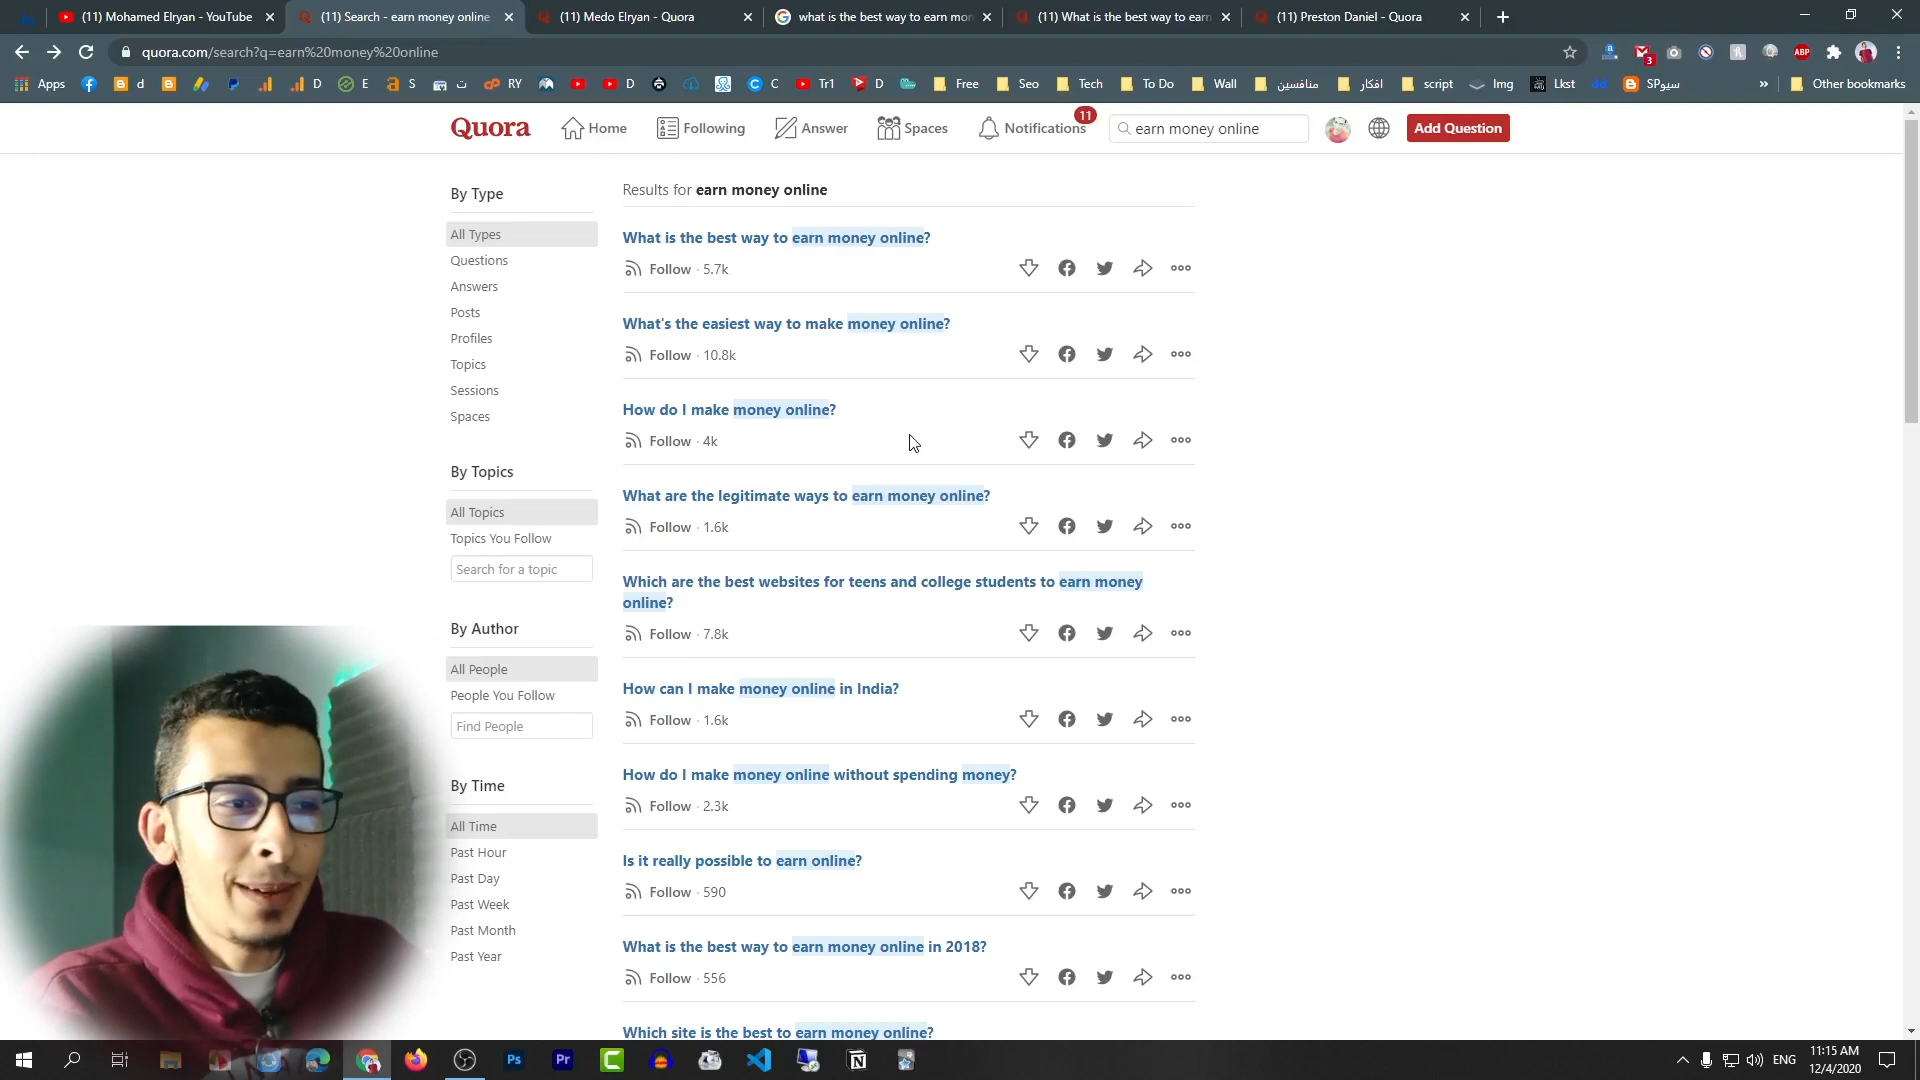 (11) Mohamed Elryan - YouTube
(11) Search - earn money online
(11) Medo Elryan - Quora
what is the best way to earn mon
(11) What is the best way to earn
(11) Preston Daniel - Quora
quora.com/search?q=earn%20money%20online
3
ABP
Apps
d
D
E
S
ت
RY
D
C
Tr1
D
Free
Seo
Tech
To Do
Wall
منافسين
افكار
script
Img
Lkst
سيوSP
»
Other bookmarks
Quora
Home
Following
Answer
Spaces
Notifications
11
earn money online
Add Question
By Type
All Types
Questions
Answers
Posts
Profiles
Topics
Sessions
Spaces
By Topics
All Topics
Topics You Follow
Search for a topic
By Author
All People
People You Follow
Find People
By Time
All Time
Past Hour
Past Day
Past Week
Past Month
Past Year
Results for earn money online
What is the best way to earn money online?
Follow · 5.7k
What's the easiest way to make money online?
Follow · 10.8k
How do I make money online?
Follow · 4k
What are the legitimate ways to earn money online?
Follow · 1.6k
Which are the best websites for teens and college students to earn money
online?
Follow · 7.8k
How can I make money online in India?
Follow · 1.6k
How do I make money online without spending money?
Follow · 2.3k
Is it really possible to earn online?
Follow · 590
What is the best way to earn money online in 2018?
Follow · 556
Which site is the best to earn money online?
Ps
Pr
ENG
11:15 AM
12/4/2020